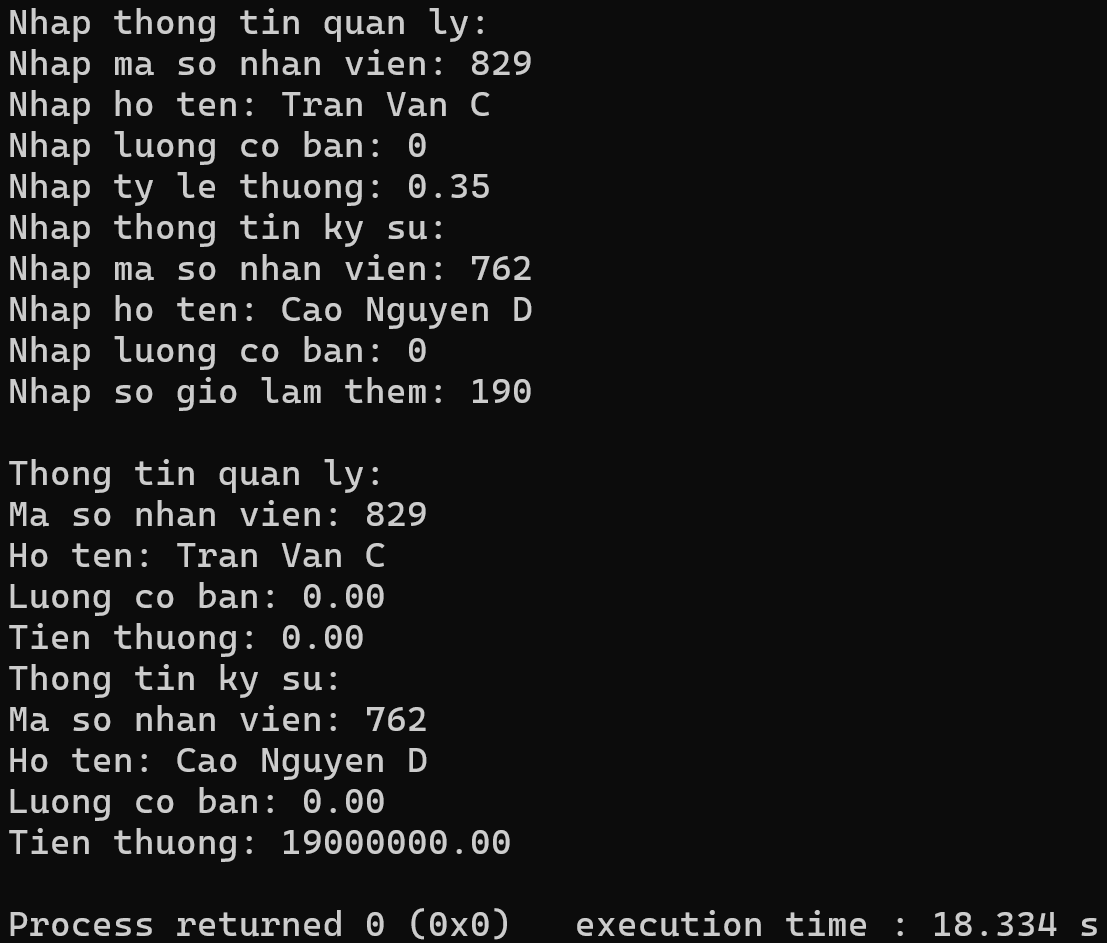 Nhap thong tin quan ly:
Nhap ma so nhan vien: 829
Nhap ho ten: Tran Van C
Nhap luong co ban: 0
Nhap ty le thuong: 0.35
Nhap thong tin ky su:
Nhap ma so nhan vien: 762
Nhap ho ten: Cao Nguyen D
Nhap luong co ban: 0
Nhap so gio lam them: 190

Thong tin quan ly:
Ma so nhan vien: 829
Ho ten: Tran Van C
Luong co ban: 0.00
Tien thuong: 0.00
Thong tin ky su:
Ma so nhan vien: 762
Ho ten: Cao Nguyen D
Luong co ban: 0.00
Tien thuong: 19000000.00

Process returned 0 (0x0)   execution time : 18.334 s